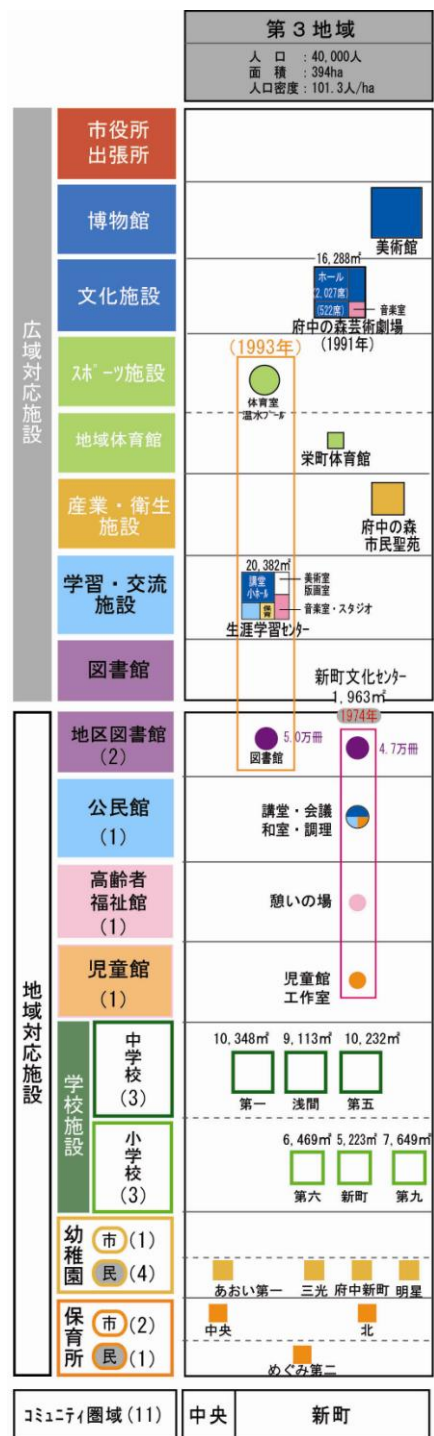 第３地域
人　口　：40,000人
面　積　：394ha
人口密度：101.3人/ha
広域対応施設
市役所
出張所
博物館
美術館
文化施設
16,288㎡
ホール
(2,027席)
(522席)
音楽室
府中の森芸術劇場
(1991年)
スポーツ施設
(1993年)
体育室
温水プール
地域体育館
栄町体育館
産業・衛生
施設
府中の森
市民聖苑
学習・交流
施設
20,382㎡
講堂
小ホール
保育
美術室
版画室
音楽室・スタジオ
生涯学習センター
図書館
新町文化センター
1,963㎡
1974年
地域対応施設
地区図書館
(2)
5.0万冊
図書館
4.7万冊
公民館
(1)
講堂・会議
和室・調理
高齢者
福祉館
(1)
憩いの場
児童館
(1)
児童館
工作室
学校施設
中学校
(3)
10,348㎡ 9,113㎡ 10,232㎡
第一 浅間 第五
小学校
(3)
6,469㎡ 5,223㎡ 7,649㎡
第六 新町 第九
幼稚園
市 (1)
民 (4)
あおい第一 三光 府中新町 明星
保育所
市 (2)
民 (1)
中央 北
めぐみ第二
コミュニティ圏域(11) 中央 新町